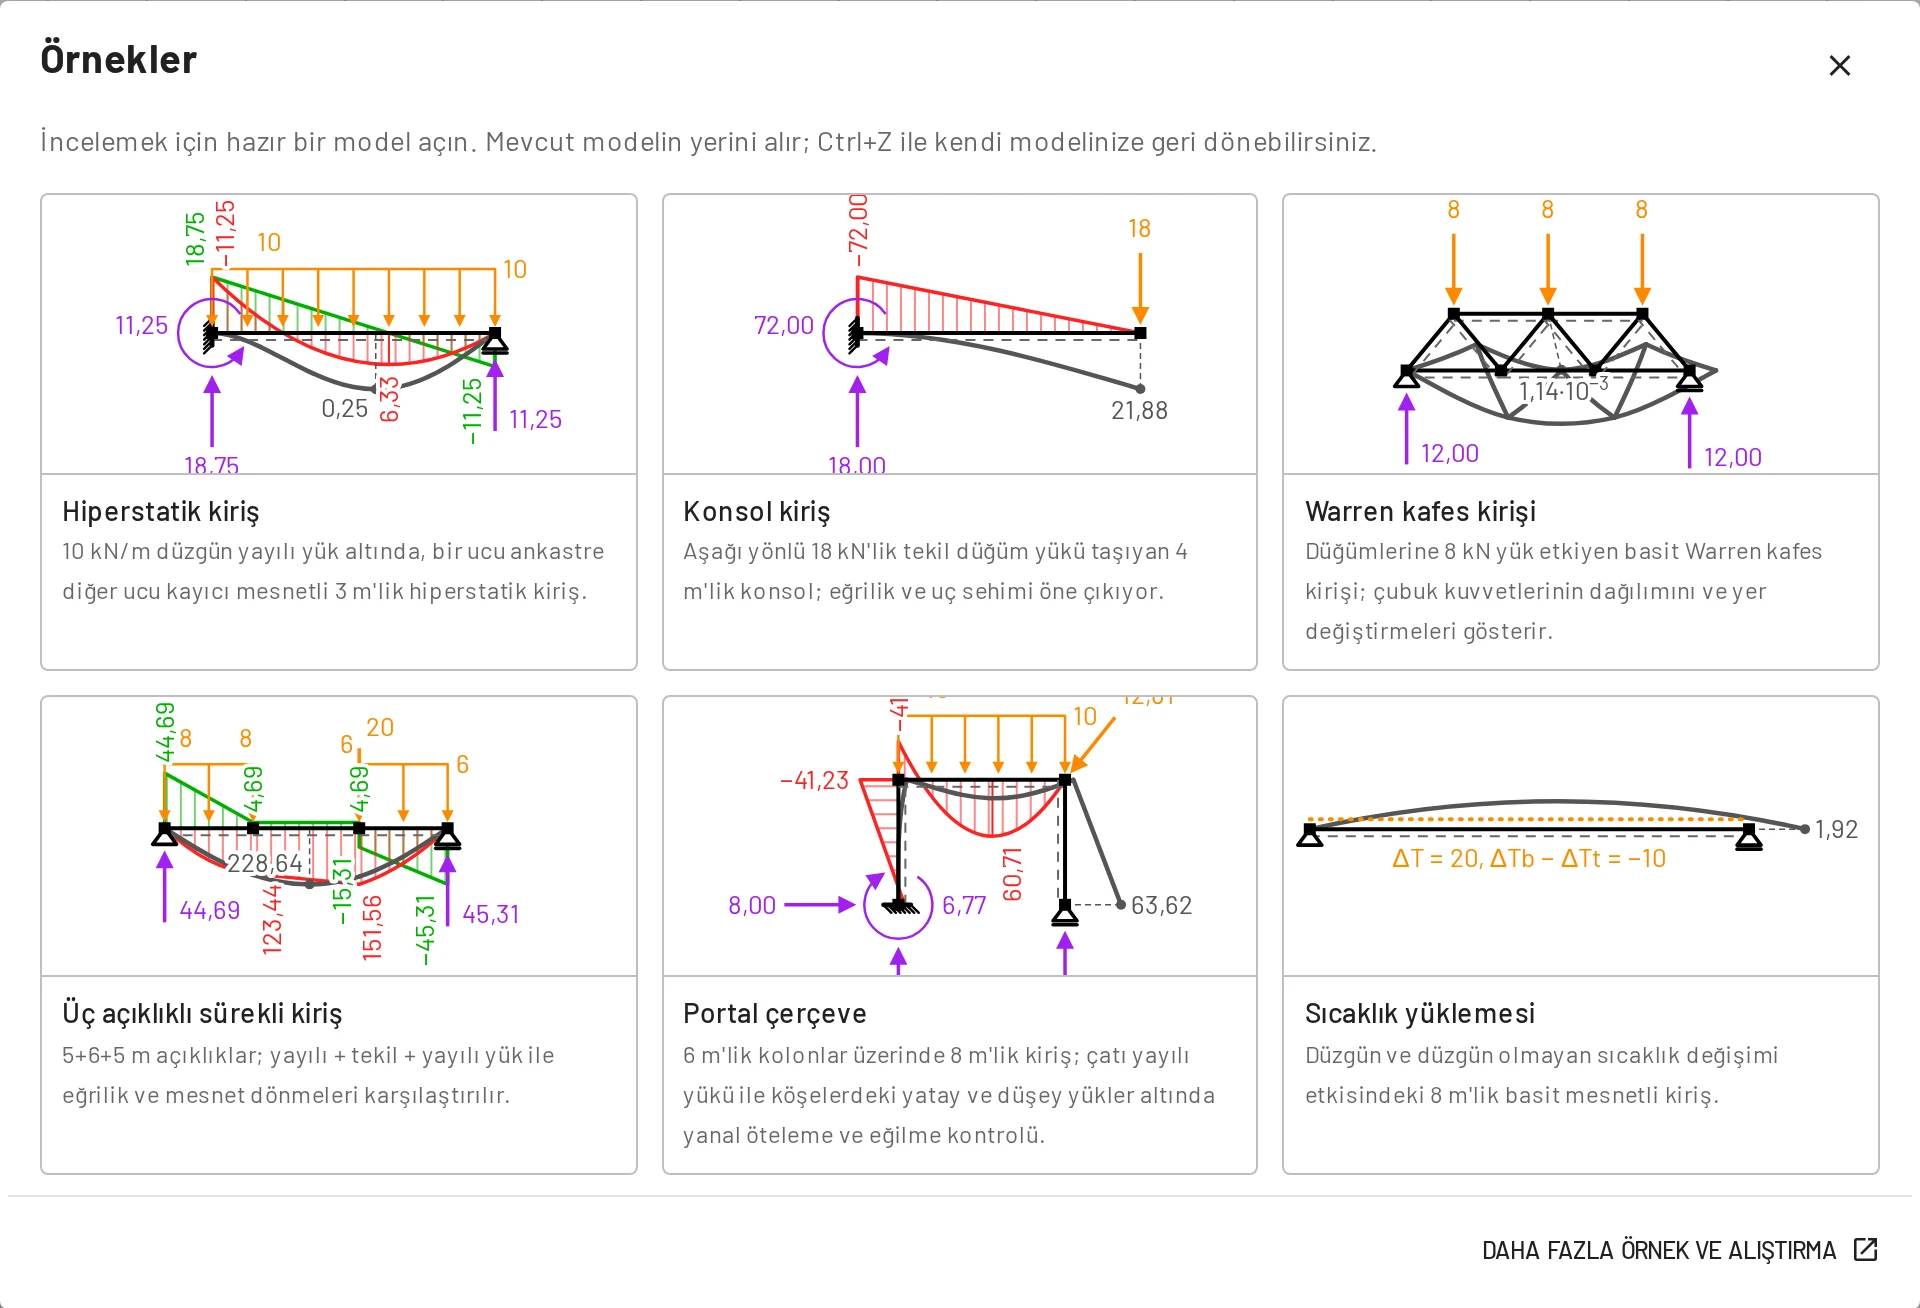 Örnekler
İncelemek için hazır bir model açın. Mevcut modelin yerini alır; Ctrl+Z ile kendi modelinize geri dönebilirsiniz.
18,75
−11,25
10
10
11,25
0,25
6,33
−11,25
11,25
18,75
Hiperstatik kiriş
10 kN/m düzgün yayılı yük altında, bir ucu ankastre
diğer ucu kayıcı mesnetli 3 m'lik hiperstatik kiriş.
−72,00
18
72,00
21,88
18,00
Konsol kiriş
Aşağı yönlü 18 kN'lik tekil düğüm yükü taşıyan 4
m'lik konsol; eğrilik ve uç sehimi öne çıkıyor.
8
8
8
1,14·10⁻³
12,00
12,00
Warren kafes kirişi
Düğümlerine 8 kN yük etkiyen basit Warren kafes
kirişi; çubuk kuvvetlerinin dağılımını ve yer
değiştirmeleri gösterir.
44,69
8
8
4,69
6
20
4,69
6
228,64
44,69
123,44
−15,31
151,56
−45,31
45,31
Üç açıklıklı sürekli kiriş
5+6+5 m açıklıklar; yayılı + tekil + yayılı yük ile
eğrilik ve mesnet dönmeleri karşılaştırılır.
−41
10
−41,23
8,00
6,77
60,71
63,62
Portal çerçeve
6 m'lik kolonlar üzerinde 8 m'lik kiriş; çatı yayılı
yükü ile köşelerdeki yatay ve düşey yükler altında
yanal öteleme ve eğilme kontrolü.
1,92
ΔT = 20, ΔTb − ΔTt = −10
Sıcaklık yüklemesi
Düzgün ve düzgün olmayan sıcaklık değişimi
etkisindeki 8 m'lik basit mesnetli kiriş.
DAHA FAZLA ÖRNEK VE ALIŞTIRMA